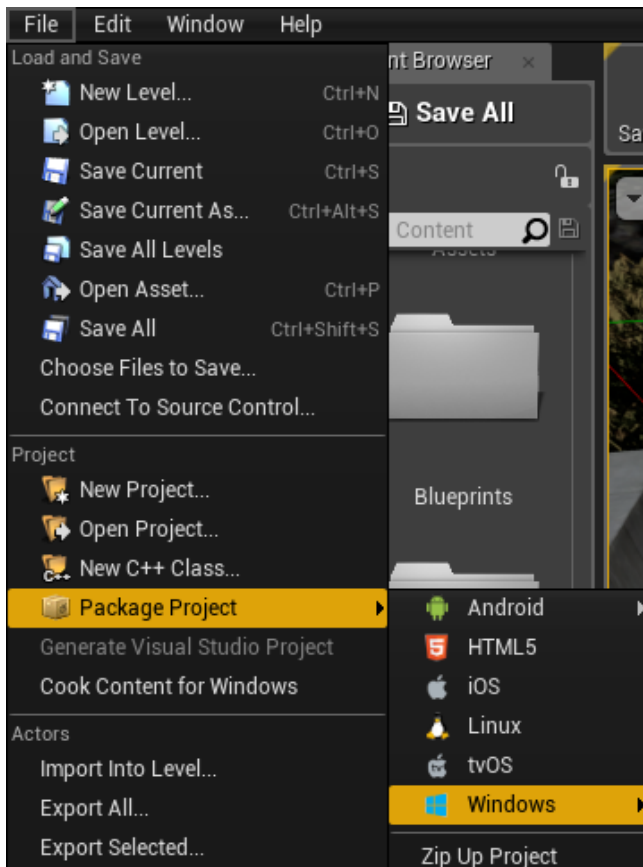 File Edit Window Help
Load and Save
nt Browser
New Level... Ctrl+N
Save All
Open Level... Ctrl+O
Sa
Save Current Ctrl+S
Save Current As... Ctrl+Alt+S
Content
Save All Levels
Assets
Open Asset... Ctrl+P
Save All Ctrl+Shift+S
Choose Files to Save...
Connect To Source Control...
Project
New Project...
Blueprints
Open Project...
New C++ Class...
C++
Package Project
Android
Generate Visual Studio Project
HTML5
Cook Content for Windows
iOS
Linux
Actors
tvOS
Import Into Level...
Export All...
Windows
Export Selected...
Zip Up Project